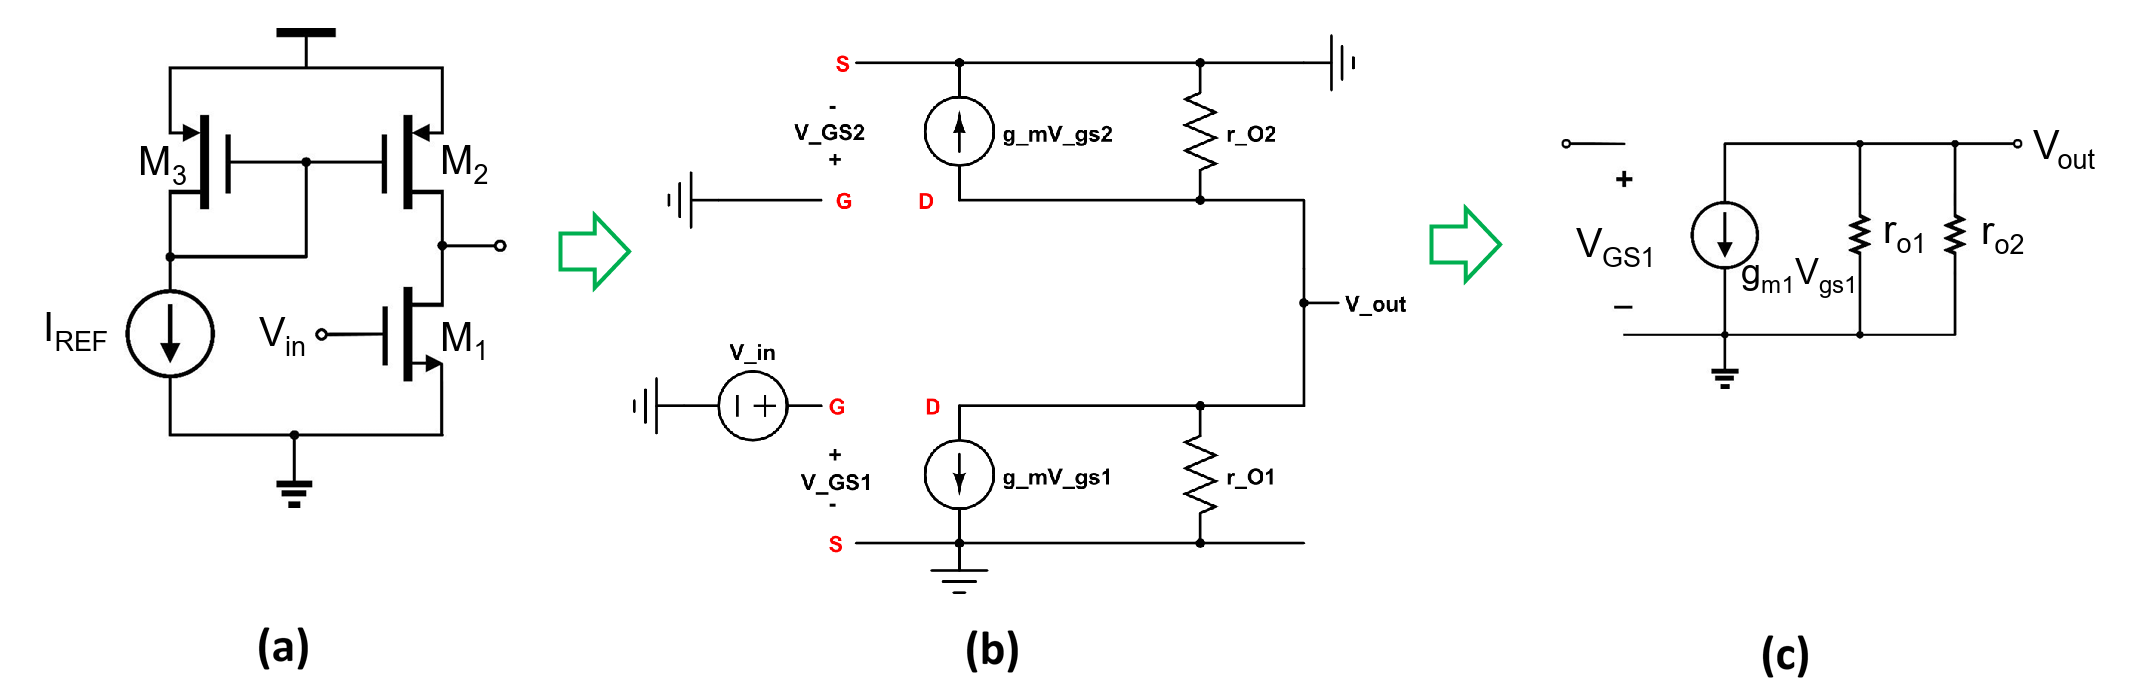 M3
M2
IREF
Vin
M1
(a)
S
-
V_GS2
+
G
D
g_mV_gs2
r_O2
V_out
V_in
G
D
+
V_GS1
-
S
g_mV_gs1
r_O1
(b)
+
VGS1
–
gm1Vgs1
ro1
ro2
Vout
(c)